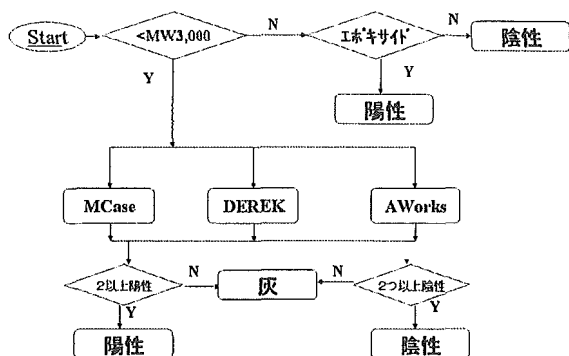 Start
<MW3,000
N
エポキサイド
N
陰性
Y
Y
陽性
MCase
DEREK
AWorks
2以上陽性
N
灰
N
2つ以上陰性
Y
Y
陽性
陰性